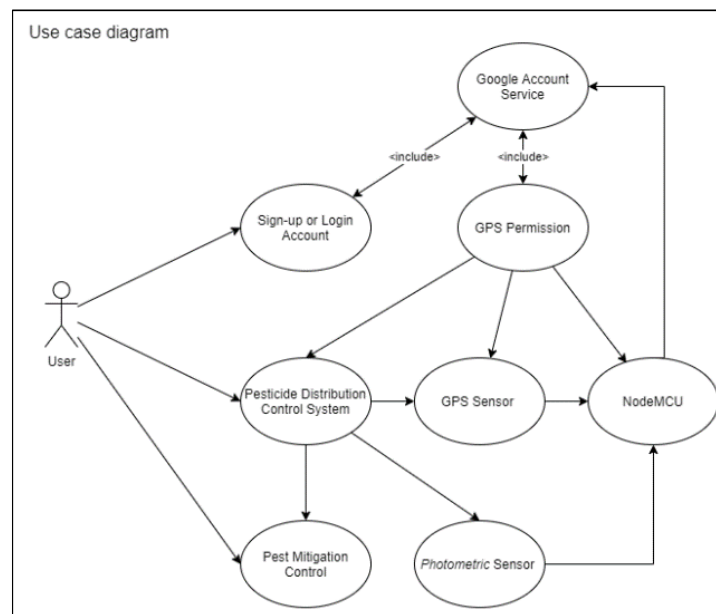 Use case diagram
Google Account
Service
<include>
<include>
Sign-up or Login
Account
GPS Permission
User
Pesticide Distribution
Control System
GPS Sensor
NodeMCU
Pest Mitigation
Control
Photometric Sensor